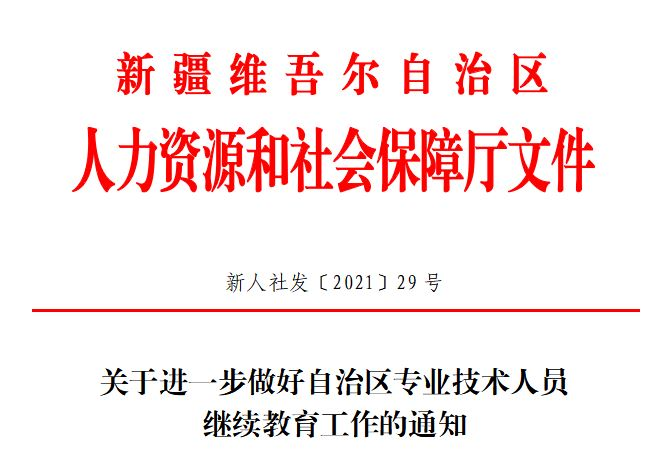 新疆维吾尔自治区
人力资源和社会保障厅文件
新人社发〔2021〕29号
关于进一步做好自治区专业技术人员
继续教育工作的通知